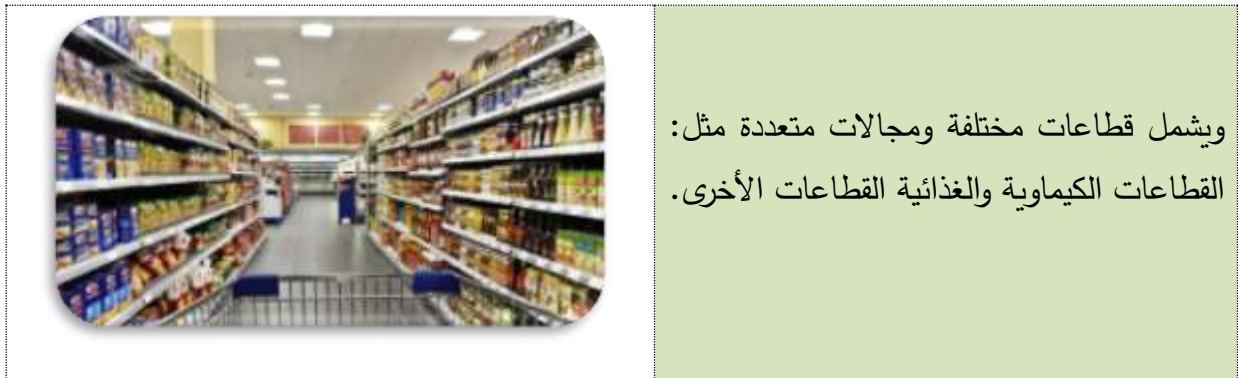 ويشمل قطاعات مختلفة ومجالات متعددة مثل:
القطاعات الكيماوية والغذائية القطاعات الأخرى.